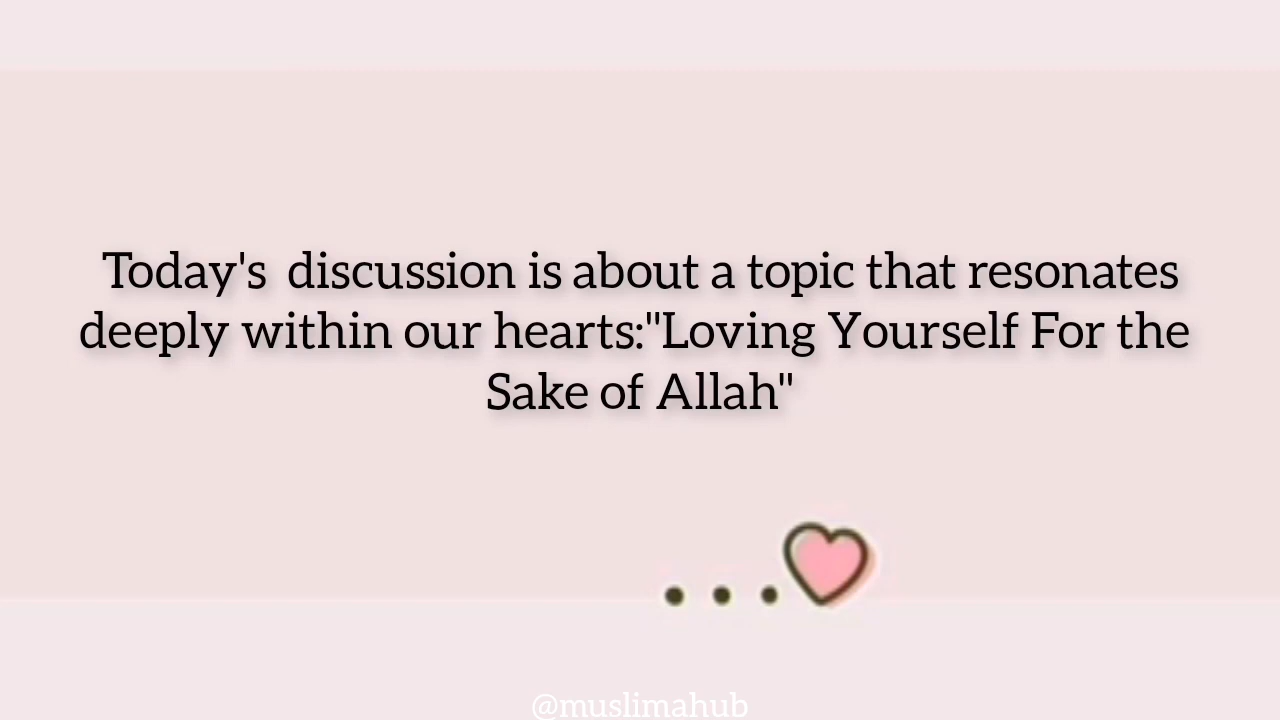 Today's  discussion is about a topic that resonates
deeply within our hearts:"Loving Yourself For the
Sake of Allah"
@muslimahub